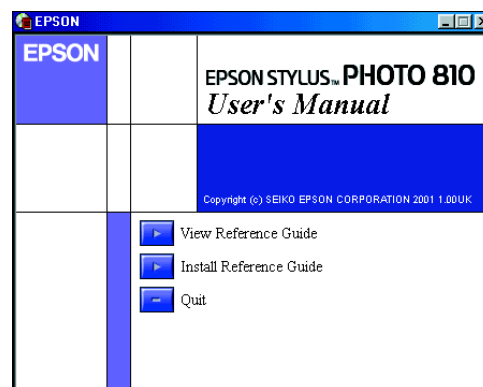 EPSON
EPSON
EPSON STYLUS™ PHOTO 810
User's Manual
Copyright (c) SEIKO EPSON CORPORATION 2001 1.00UK
View Reference Guide
Install Reference Guide
Quit